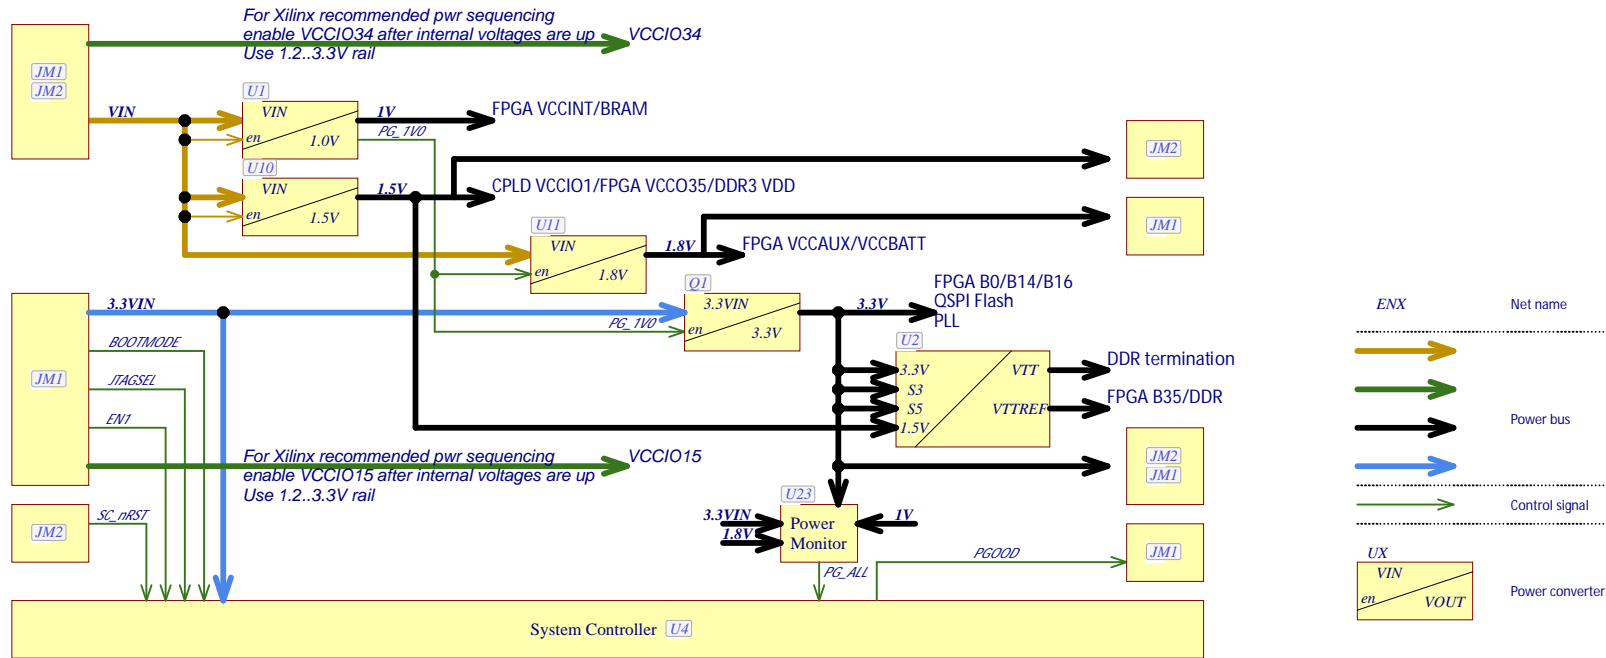 For Xilinx recommended pwr sequencing
enable VCCIO34 after internal voltages are up
Use 1.2..3.3V rail
VCCIO34
JM1
JM2
VIN
U1
VIN
en
1.0V
1V
PG_1V0
FPGA VCCINT/BRAM
U10
VIN
en
1.5V
1.5V
CPLD VCCIO1/FPGA VCCO35/DDR3 VDD
JM2
JM1
U11
VIN
en
1.8V
1.8V
FPGA VCCAUX/VCCBATT
3.3VIN
Q1
3.3VIN
en
3.3V
PG_1V0
3.3V
FPGA B0/B14/B16
QSPI Flash
PLL
JM1
BOOTMODE
JTAGSEL
EN1
U2
3.3V
S3
S5
1.5V
VTT
VTTREF
DDR termination
FPGA B35/DDR
For Xilinx recommended pwr sequencing
enable VCCIO15 after internal voltages are up
Use 1.2..3.3V rail
VCCIO15
JM2
JM1
JM2
SC_nRST
U23
3.3VIN
1.8V
Power
Monitor
1V
PG_ALL
PGOOD
JM1
System Controller U4
ENX
Net name
Power bus
Control signal
UX
VIN
en
VOUT
Power converter